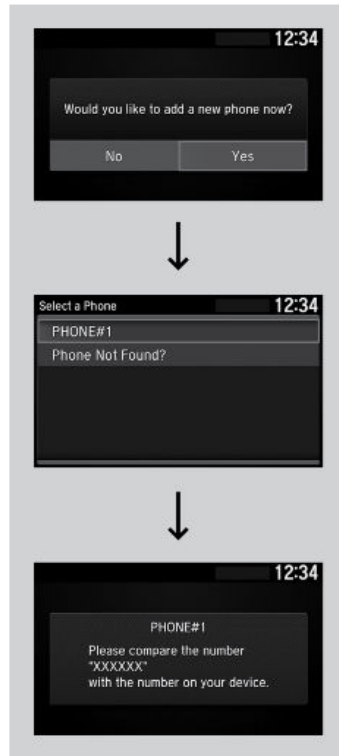 12:34
Would you like to add a new phone now?
No Yes
Select a Phone 12:34
PHONE#1
Phone Not Found?
12:34
PHONE#1
Please compare the number
"XXXXXX"
with the number on your device.